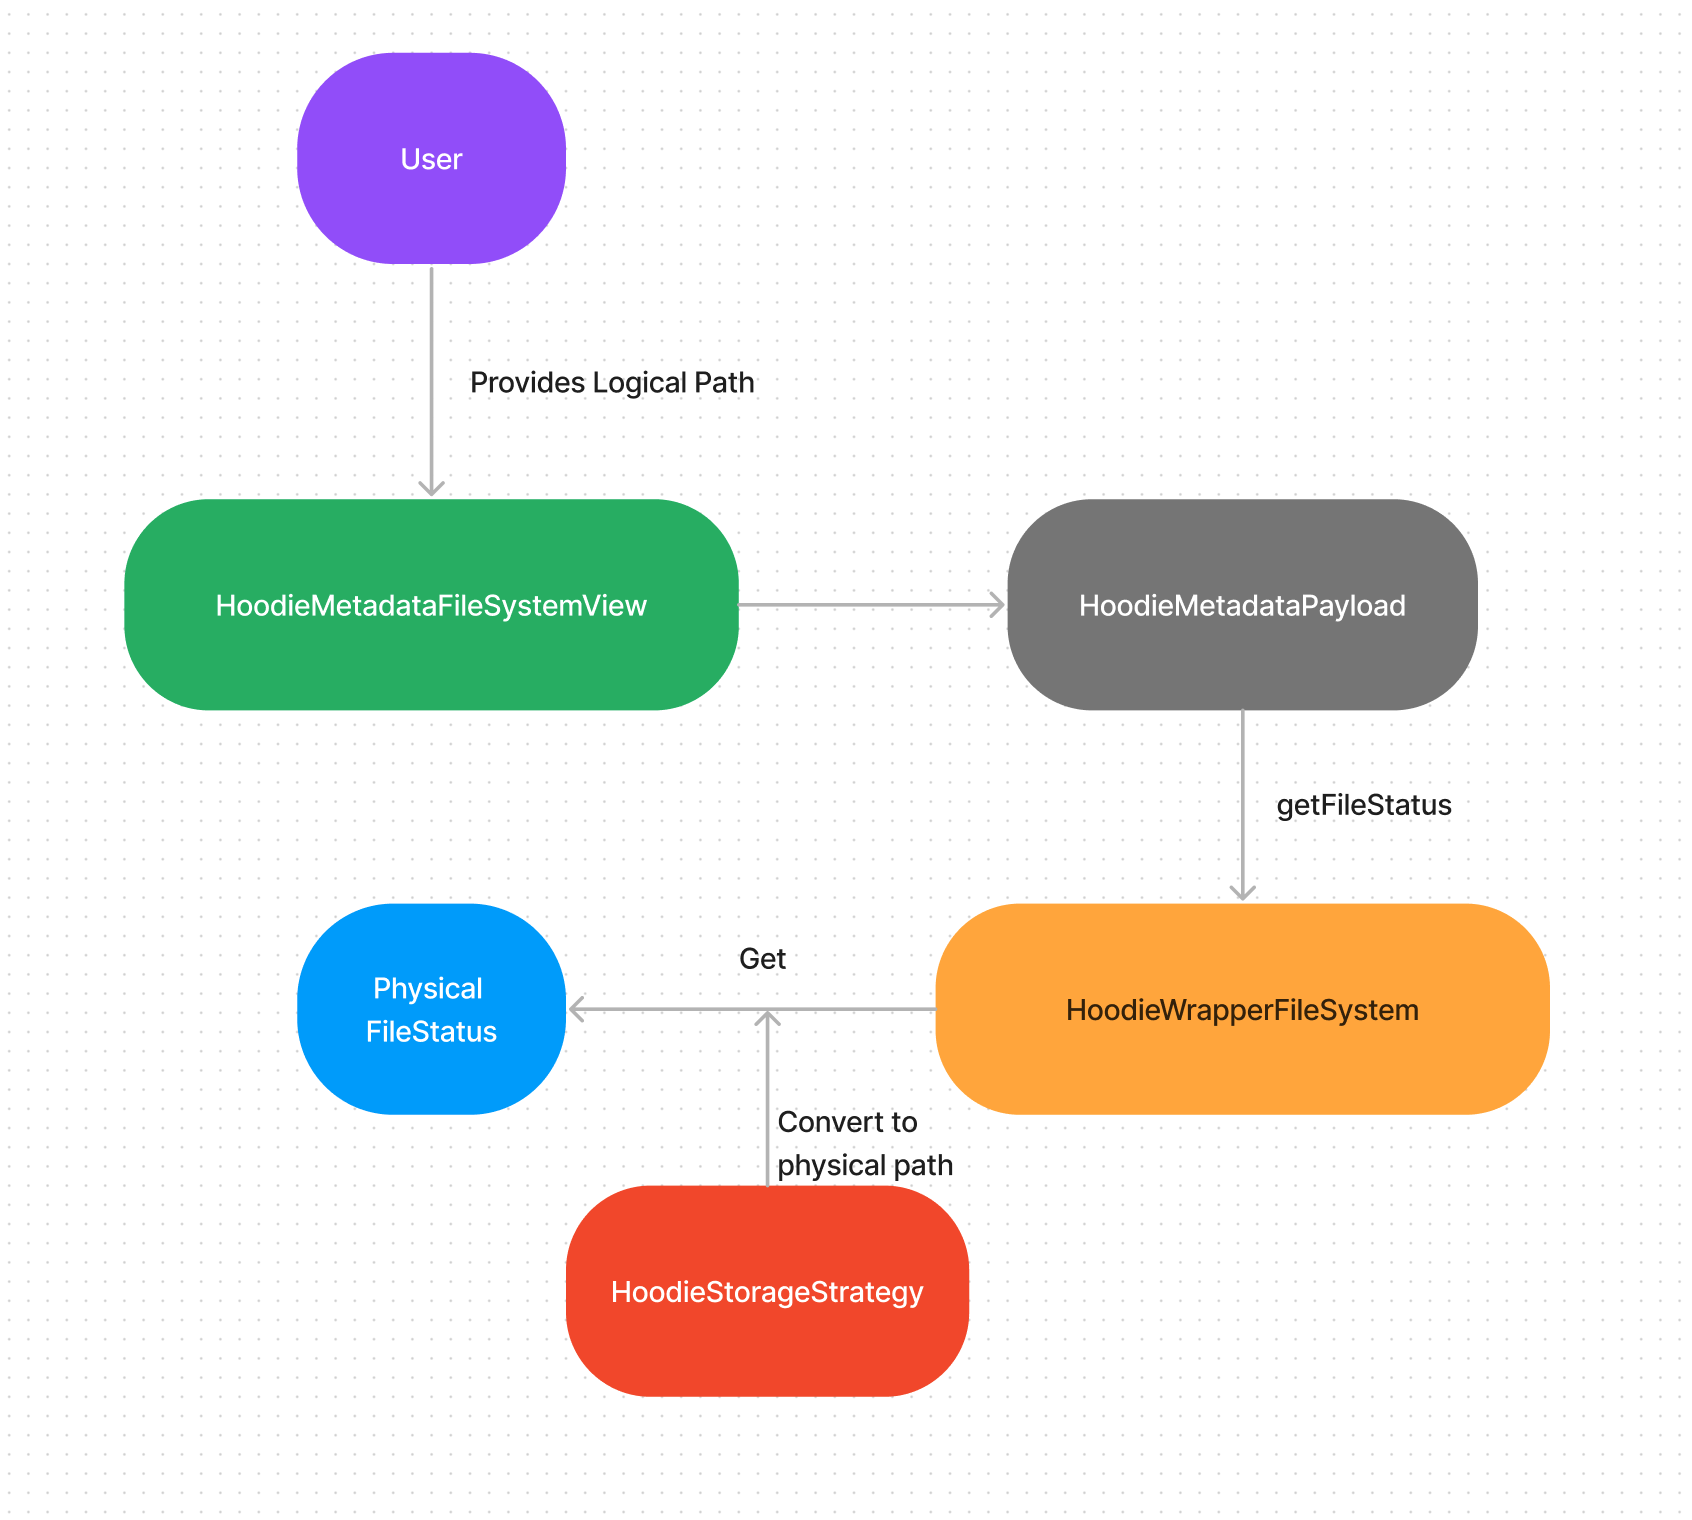 User
Provides Logical Path
HoodieMetadataFileSystemView
HoodieMetadataPayload
getFileStatus
Get
Physical
FileStatus
HoodieWrapperFileSystem
Convert to
physical path
HoodieStorageStrategy